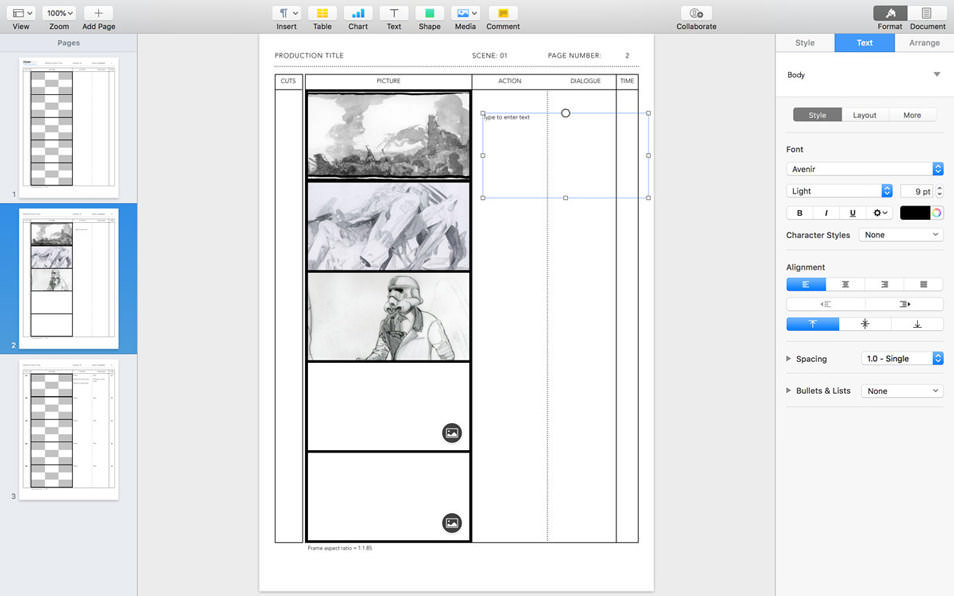 100%
View
Zoom
Add Page
Insert
Table
Chart
Text
Shape
Media
Comment
Collaborate
Format
Document
Pages
1
2
3
PRODUCTION TITLE
SCENE: 01
PAGE NUMBER:
2
CUTS
PICTURE
ACTION
DIALOGUE
TIME
Type to enter text
Frame aspect ratio = 1:1.85
Style
Text
Arrange
Body
Style
Layout
More
Font
Avenir
Light
9 pt
B
I
U
Character Styles
None
Alignment
Spacing
1.0 - Single
Bullets & Lists
None